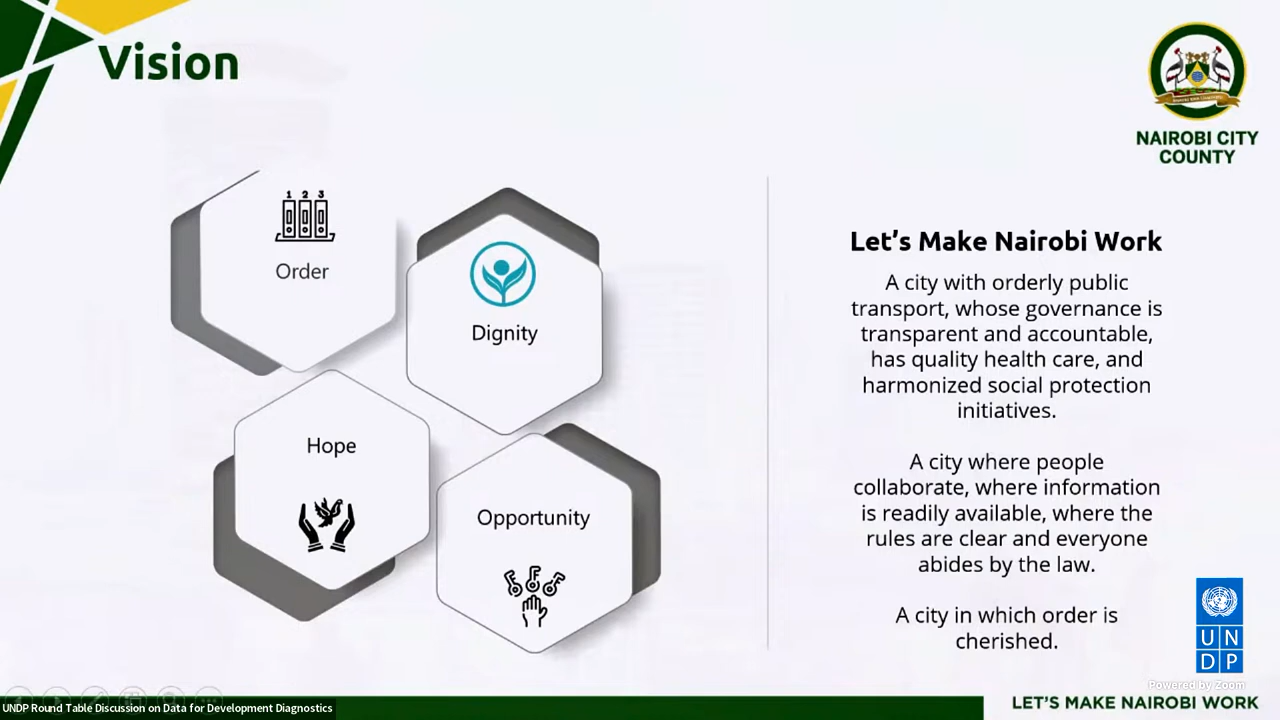 Vision
NAIROBI CITY
COUNTY
1 2 3
Order
Dignity
Hope
Opportunity
Let's Make Nairobi Work
A city with orderly public
transport, whose governance is
transparent and accountable,
has quality health care, and
harmonized social protection
initiatives.
A city where people
collaborate, where information
is readily available, where the
rules are clear and everyone
abides by the law.
A city in which order is
cherished.
U N
D P
Powered by Zoom
UNDP Round Table Discussion on Data for Development Diagnostics
LET'S MAKE NAIROBI WORK